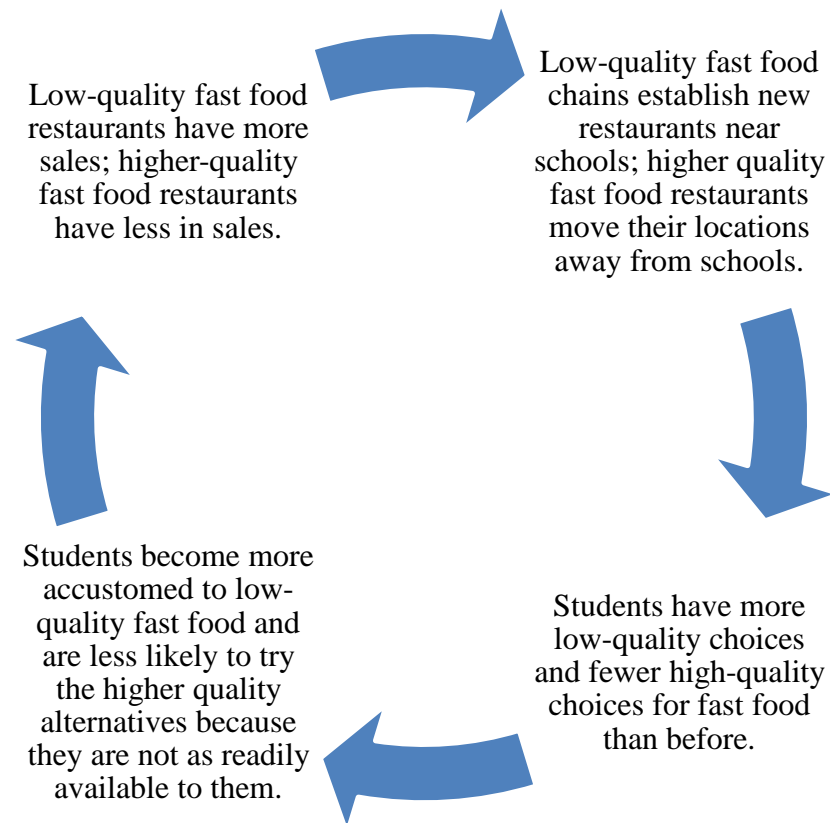 Low-quality fast food
restaurants have more
sales; higher-quality
fast food restaurants
have less in sales.
Low-quality fast food
chains establish new
restaurants near
schools; higher quality
fast food restaurants
move their locations
away from schools.
Students have more
low-quality choices
and fewer high-quality
choices for fast food
than before.
Students become more
accustomed to low-
quality fast food and
are less likely to try
the higher quality
alternatives because
they are not as readily
available to them.